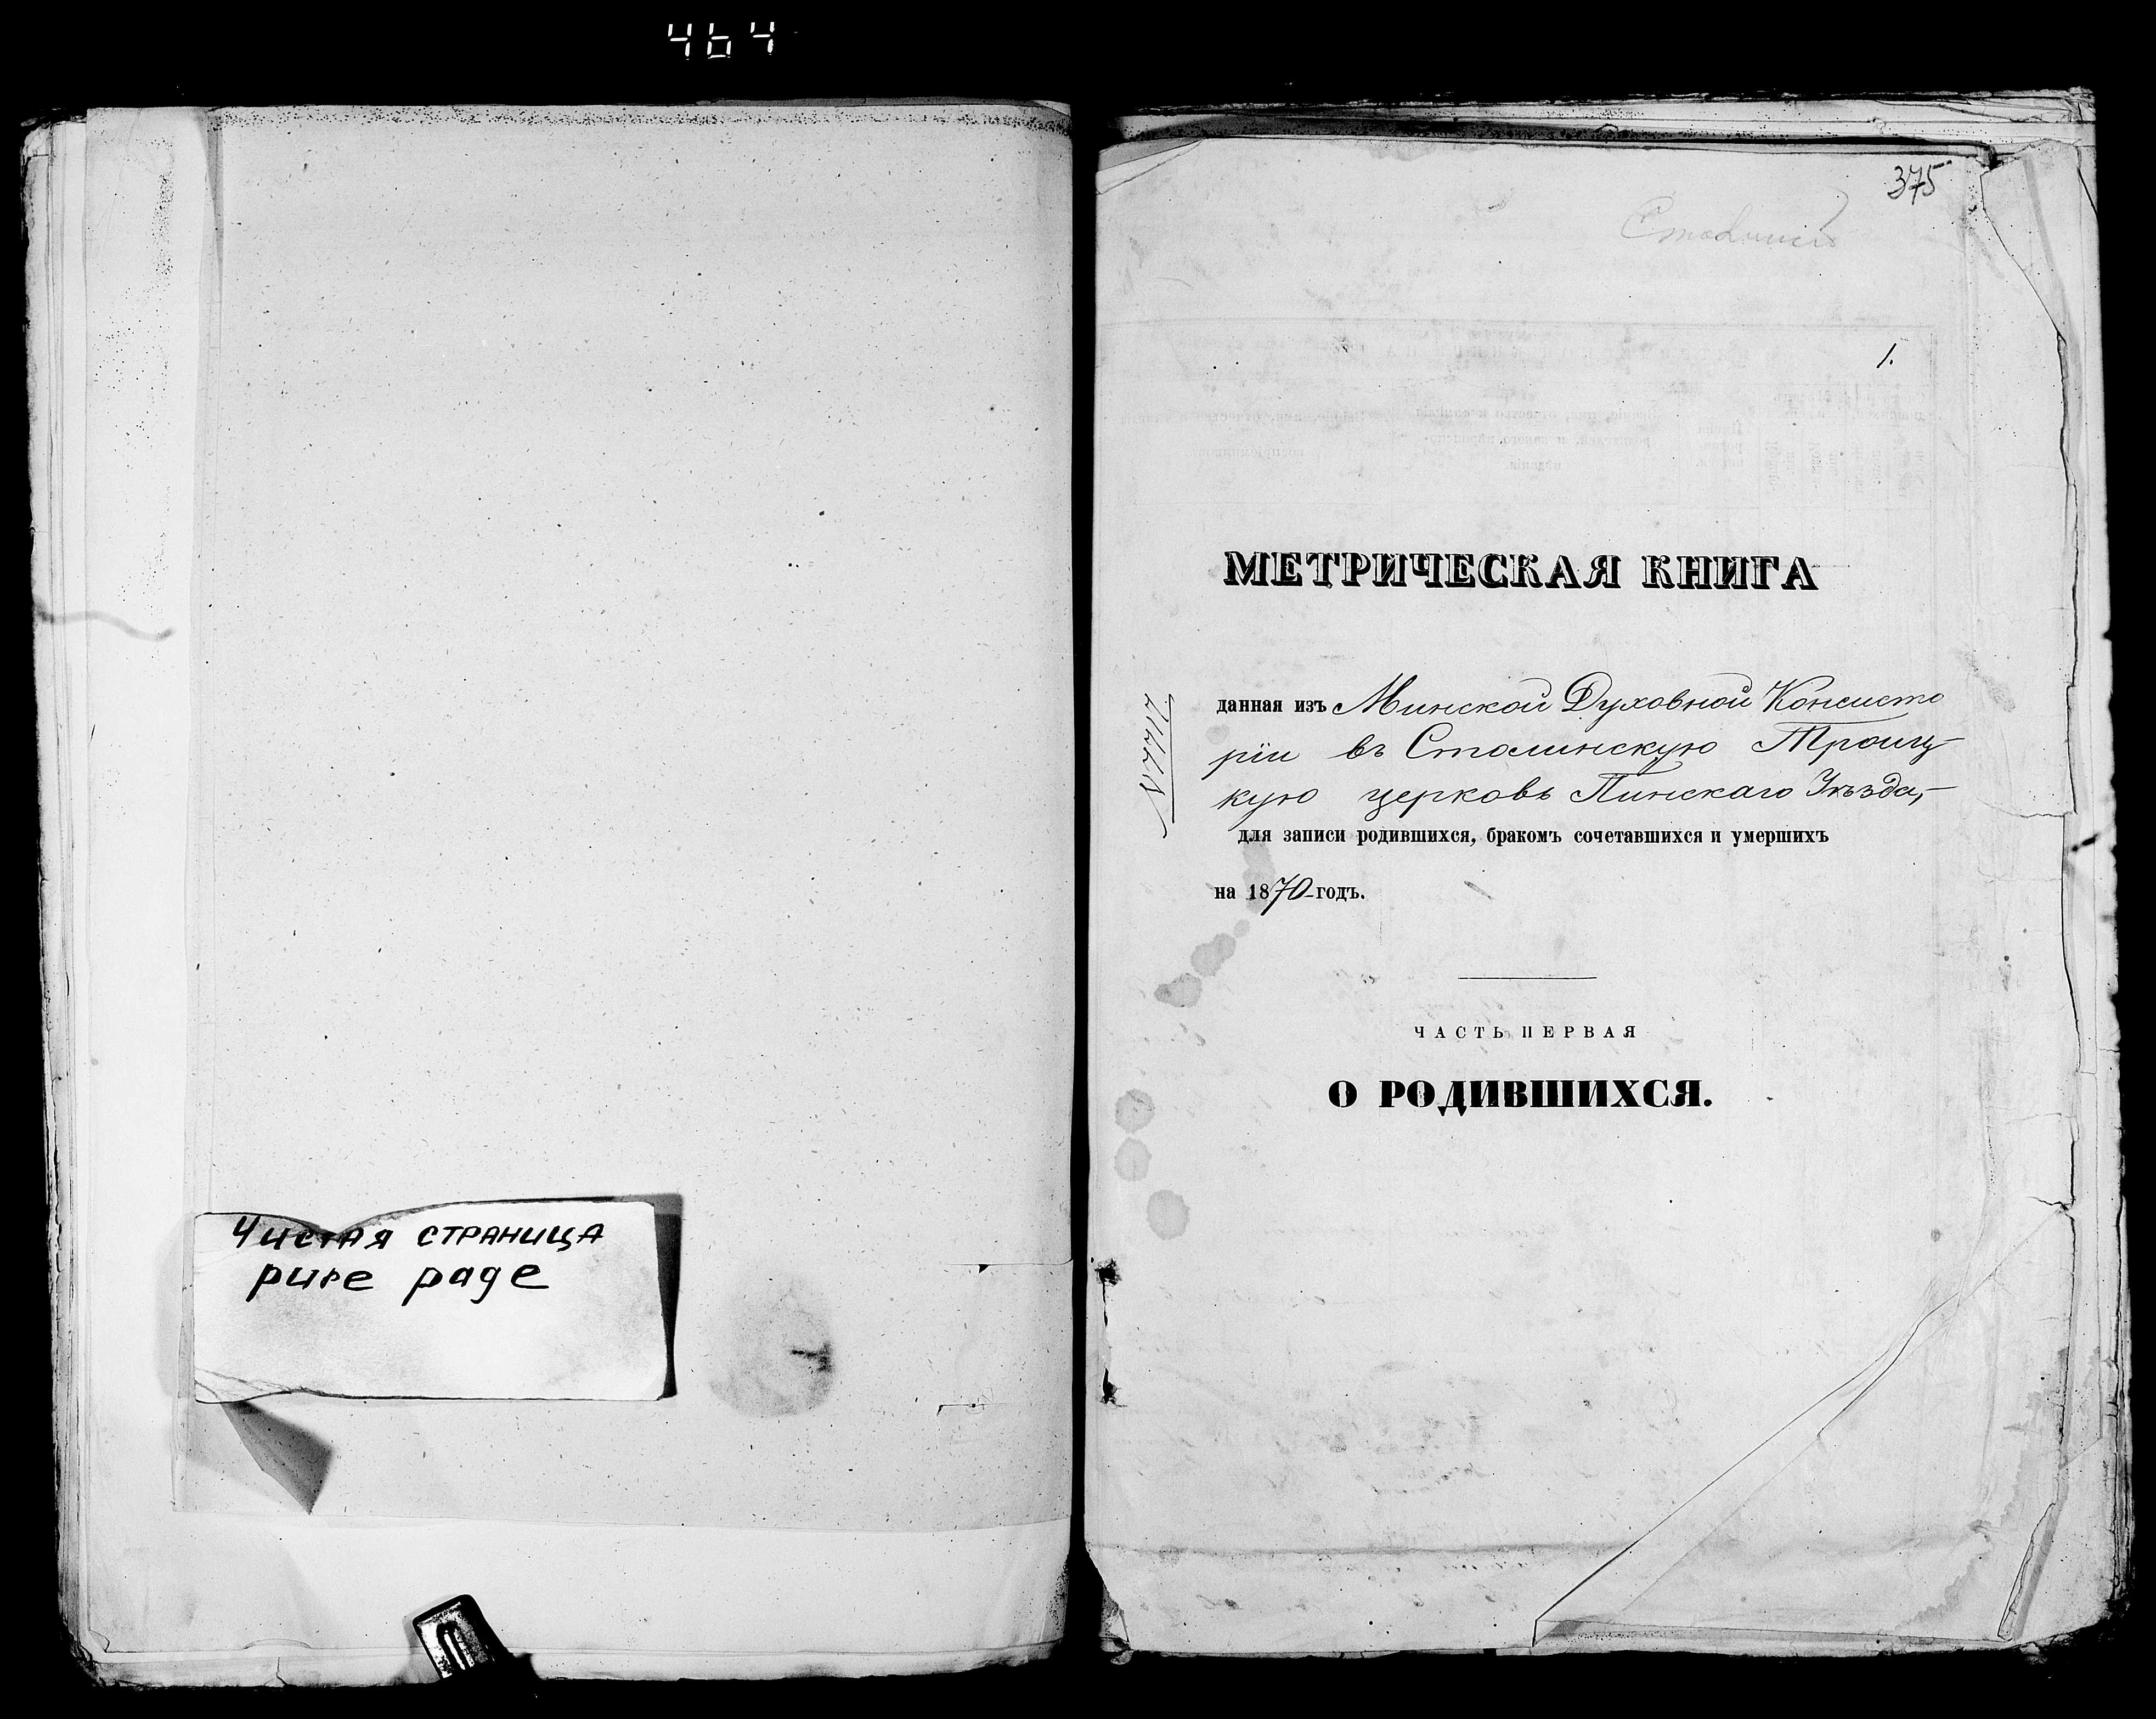 464
Чистая страница
pure page
375
1.
МЕТРИЧЕСКАЯ КНИГА
данная изъ Минской Духовной Консисто
ріи въ Столинскую Троиц-
кую церковь Пинскаго Уѣзда,-
для записи родившихся, бракомъ сочетавшихся и умершихъ
на 1870-годъ.
ЧАСТЬ ПЕРВАЯ
О РОДИВШИХСЯ.